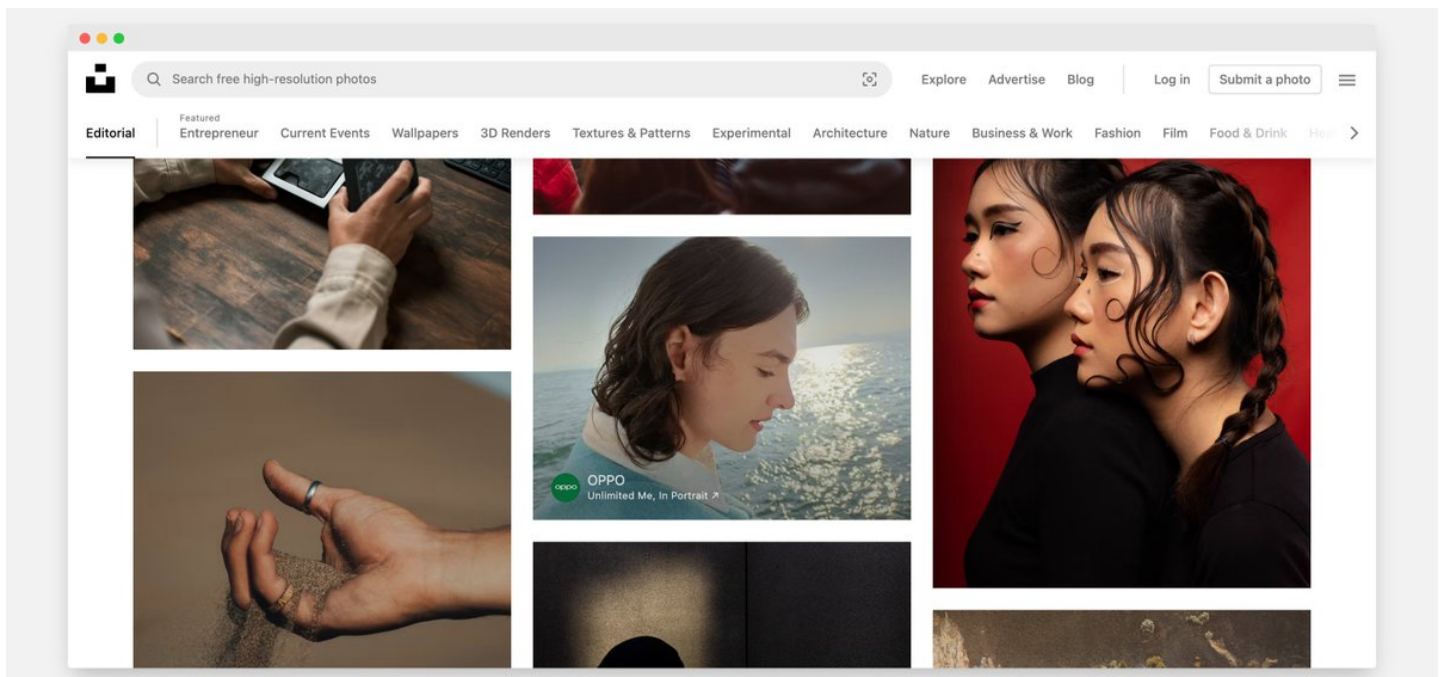 Search free high-resolution photos
Explore Advertise Blog Log in Submit a photo
Featured
Editorial Entrepreneur Current Events Wallpapers 3D Renders Textures & Patterns Experimental Architecture Nature Business & Work Fashion Film Food & Drink
oppo
OPPO
Unlimited Me, In Portrait ↗